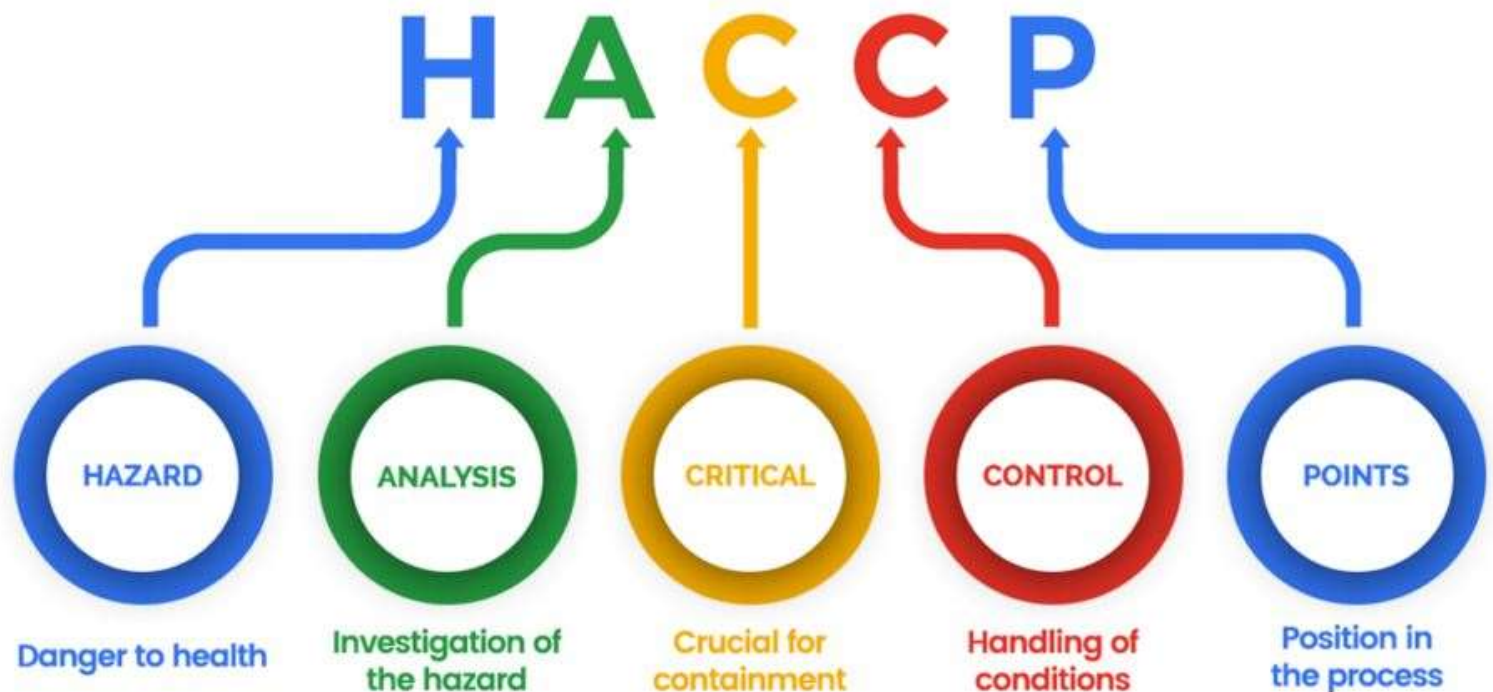 H A C C P
HAZARD
ANALYSIS
CRITICAL
CONTROL
POINTS
Danger to health
Investigation of
the hazard
Crucial for
containment
Handling of
conditions
Position in
the process